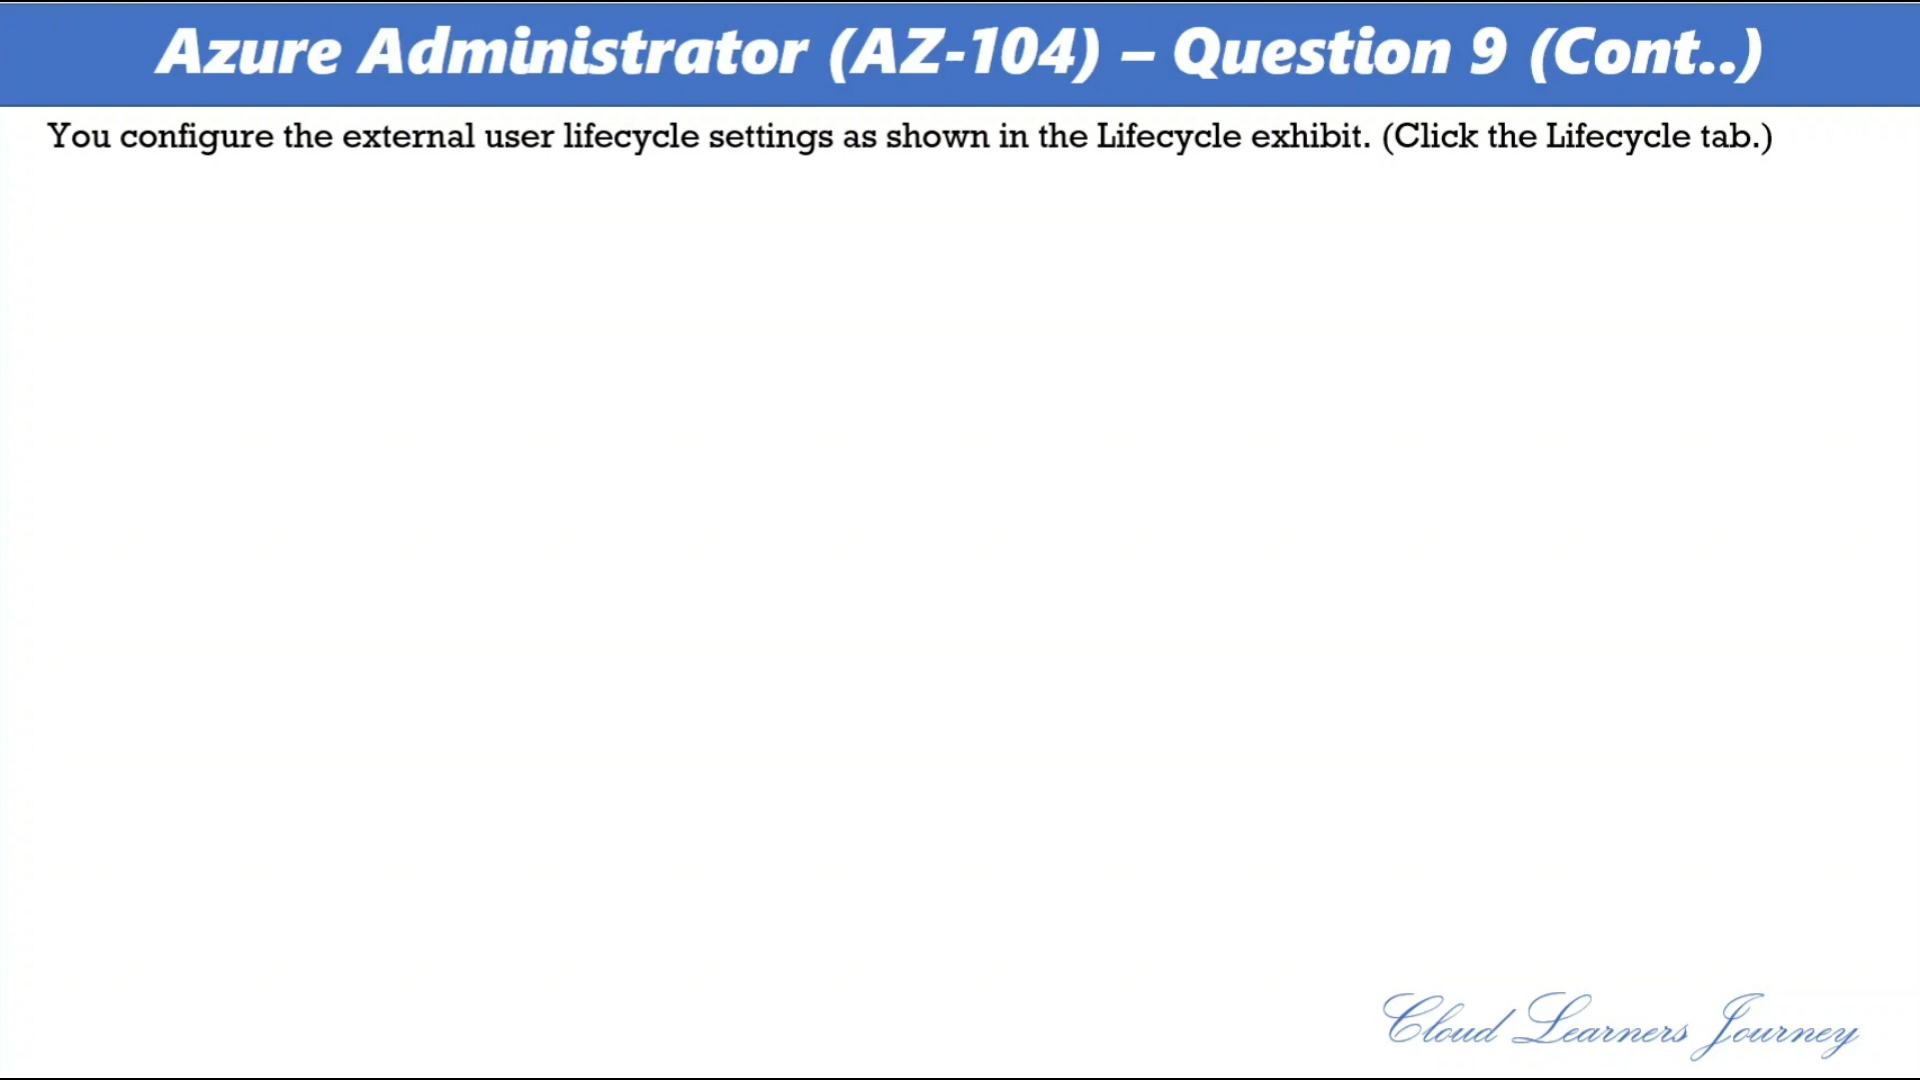 Azure Administrator (AZ-104) – Question 9 (Cont..)
You configure the external user lifecycle settings as shown in the Lifecycle exhibit. (Click the Lifecycle tab.)
Cloud Learners Journey